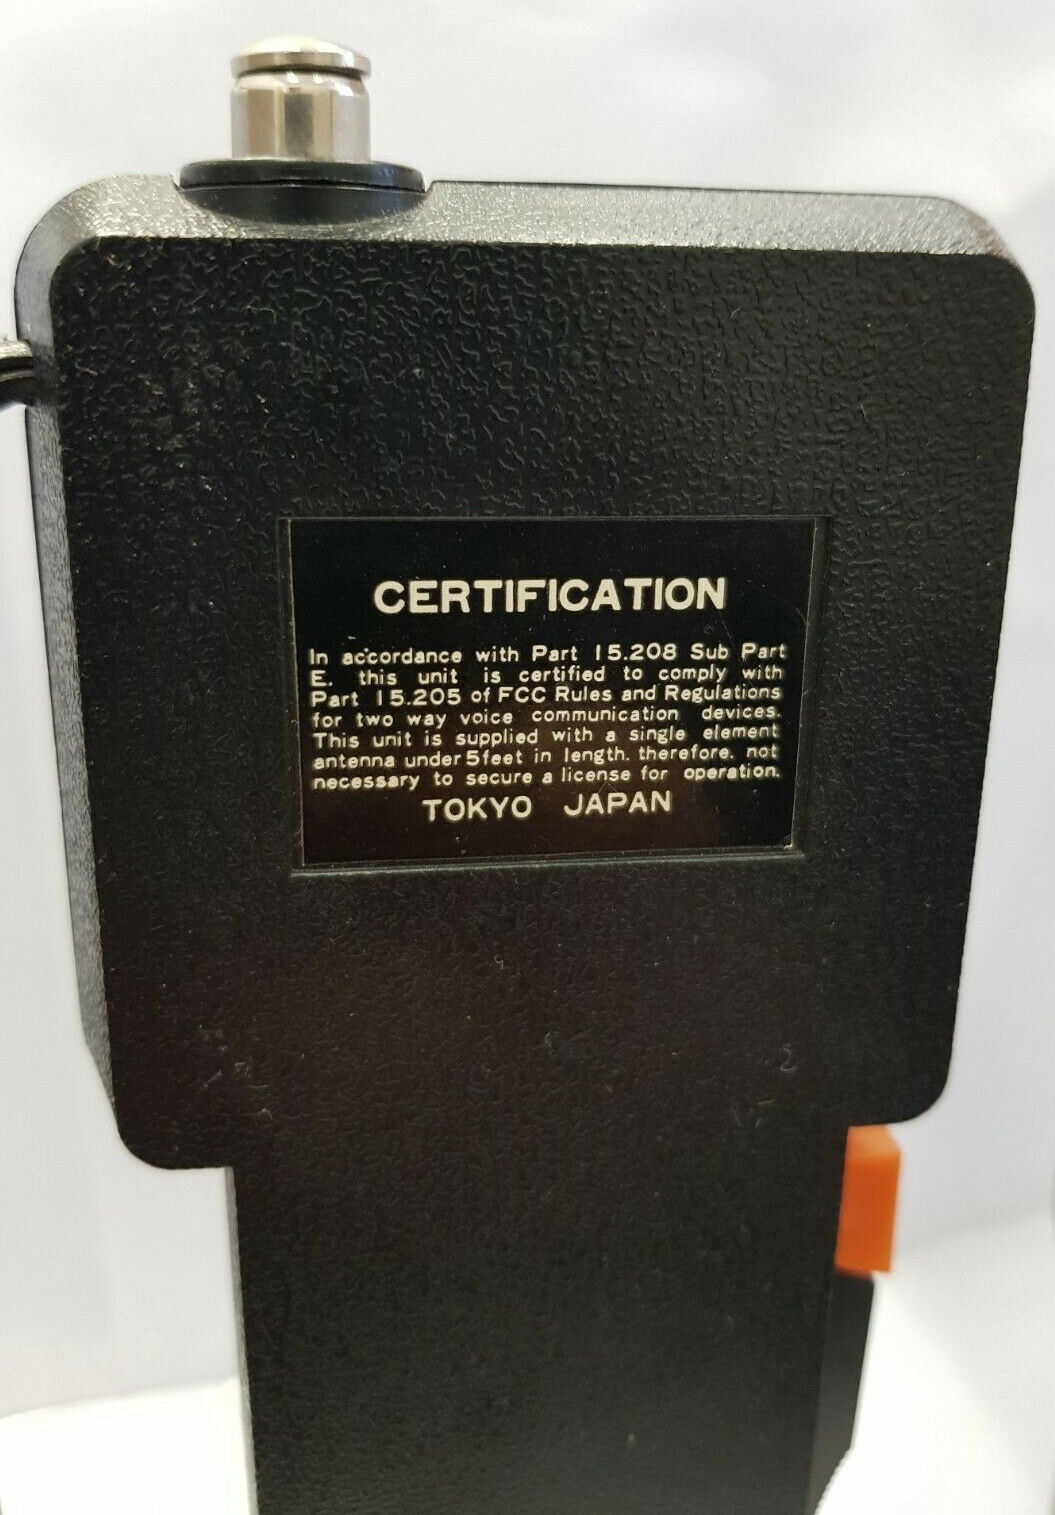 CERTIFICATION
In accordance with Part 15.208 Sub Part
E. this unit is certified to comply with
Part 15.205 of FCC Rules and Regulations
for two way voice communication devices.
This unit is supplied with a single element
antenna under 5feet in length. therefore. not
necessary to secure a license for operation.
TOKYO JAPAN